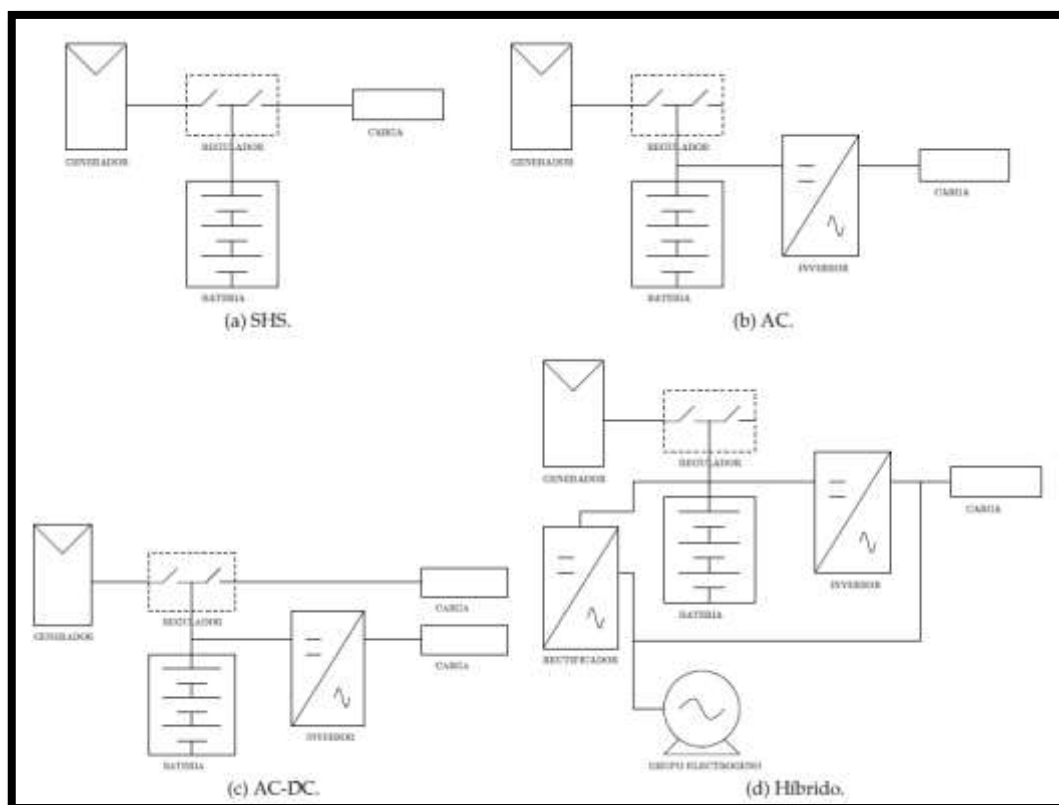 GENERADOR
REGULADOR
CARGA
BATERIA
(a) SHS.
GENERADOR
REGULADOR
CARGA
INVERSOR
BATERIA
(b) AC.
GENERADOR
REGULADOR
CARGA
CARGA
INVERSOR
BATERIA
(c) AC-DC.
GENERADOR
REGULADOR
CARGA
INVERSOR
BATERIA
RECTIFICADOR
GRUPO ELECTROGENO
(d) Híbrido.